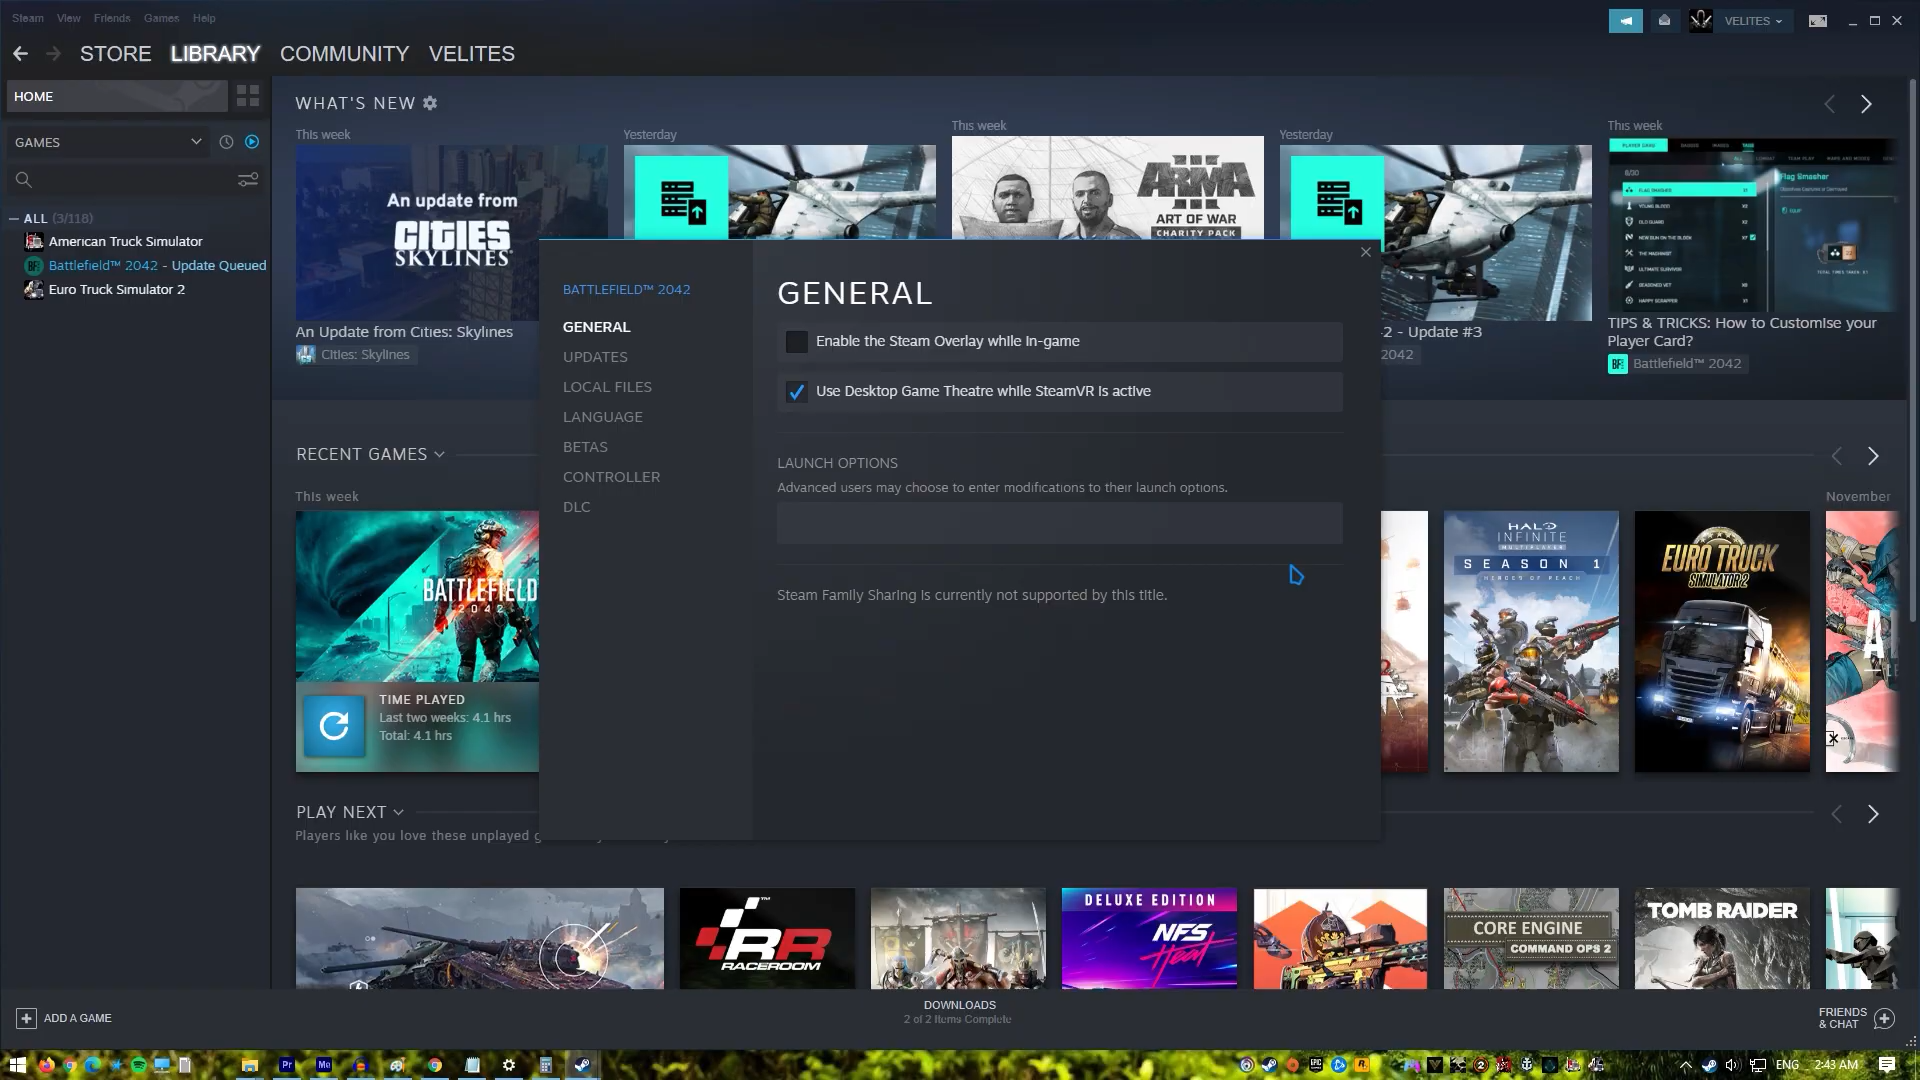 Steam View Friends Games Help
VELITES
STORE LIBRARY COMMUNITY VELITES
HOME
GAMES
ALL (3/118)
American Truck Simulator
Battlefield™ 2042 - Update Queued
Euro Truck Simulator 2
WHAT'S NEW
This week
An update from
CITIES
SKYLINES
An Update from Cities: Skylines
Cities: Skylines
Yesterday
This week
ARMA
ART OF WAR
CHARITY PACK
Yesterday
-2 - Update #3
2042
This week
Flag Smasher
TIPS & TRICKS: How to Customise your
Player Card?
Battlefield™ 2042
BATTLEFIELD™ 2042
GENERAL
UPDATES
LOCAL FILES
LANGUAGE
BETAS
CONTROLLER
DLC
GENERAL
Enable the Steam Overlay while in-game
Use Desktop Game Theatre while SteamVR is active
LAUNCH OPTIONS
Advanced users may choose to enter modifications to their launch options.
Steam Family Sharing is currently not supported by this title.
RECENT GAMES
This week
BATTLEFIELD
2042
TIME PLAYED
Last two weeks: 4.1 hrs
Total: 4.1 hrs
November
HALO
INFINITE
MULTIPLAYER
SEASON 1
HEROES OF REACH
EURO TRUCK
SIMULATOR 2
PLAY NEXT
Players like you love these unplayed g
RR
RACEROOM
DELUXE EDITION
NFS
Heat
CORE ENGINE
COMMAND OPS 2
TOMB RAIDER
ADD A GAME
DOWNLOADS
2 of 2 Items Complete
FRIENDS
& CHAT
ENG
2:43 AM